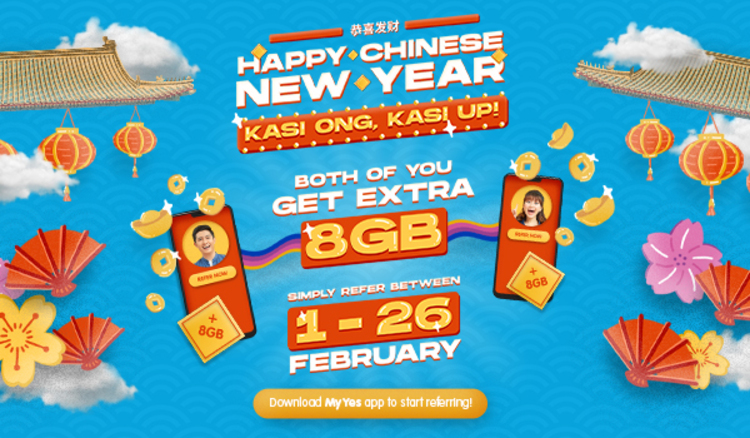 恭喜发财
HAPPY CHINESE
NEW YEAR
KASI ONG, KASI UP!
BOTH OF YOU
GET EXTRA
8GB
REFER NOW
+
8GB
REFER NOW
+
8GB
SIMPLY REFER BETWEEN
1 - 26
FEBRUARY
Download MyYes app to start referring!